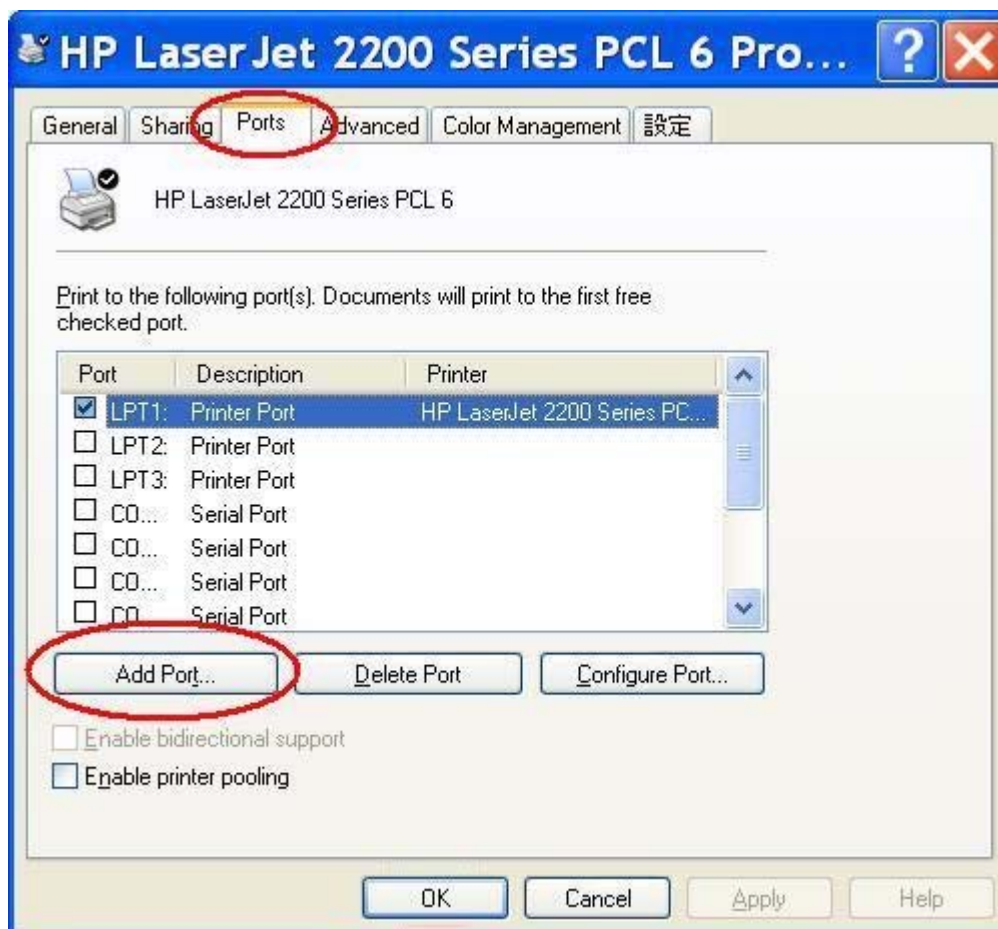 HP LaserJet 2200 Series PCL 6 Pro...
General Sharing Ports Advanced Color Management 設定
HP LaserJet 2200 Series PCL 6
Print to the following port(s). Documents will print to the first free
checked port.
Port Description Printer
LPT1: Printer Port HP LaserJet 2200 Series PC...
LPT2: Printer Port
LPT3: Printer Port
CO... Serial Port
CO... Serial Port
CO... Serial Port
CO... Serial Port
Add Port... Delete Port Configure Port...
Enable bidirectional support
Enable printer pooling
OK Cancel Apply Help